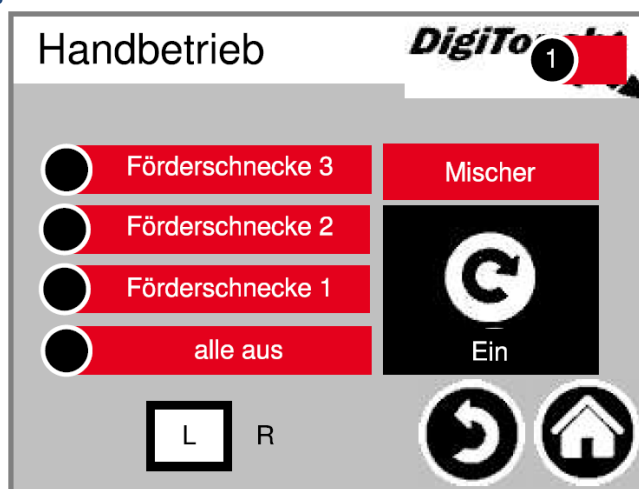 Handbetrieb
1
Förderschnecke 3
Mischer
Förderschnecke 2
Förderschnecke 1
alle aus
Ein
L R